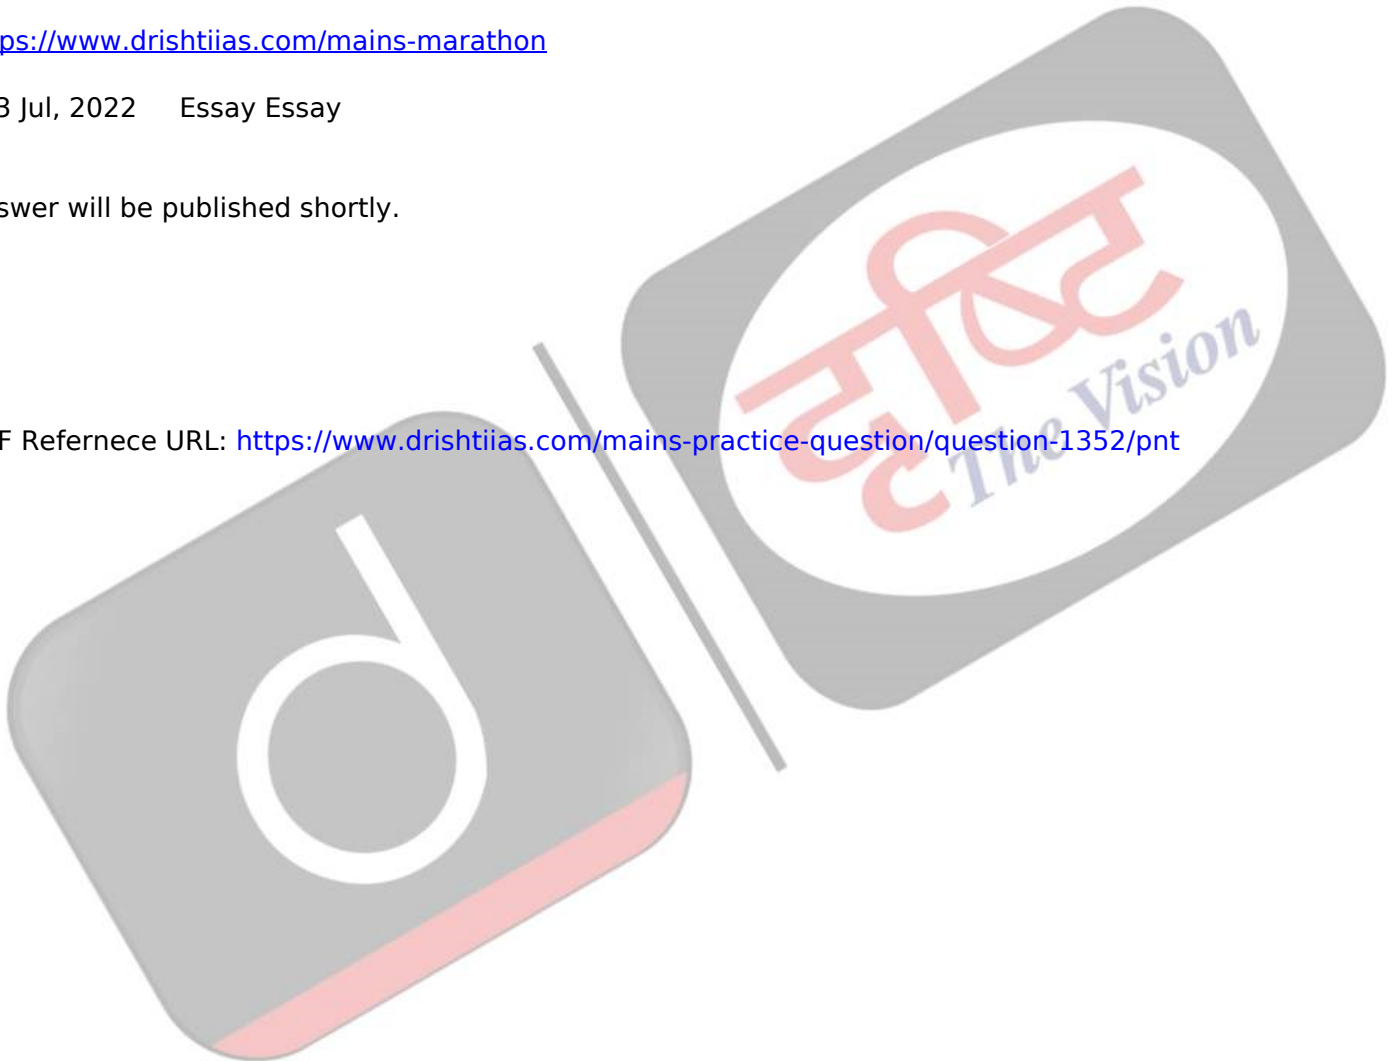 ps://www.drishtiias.com/mains-marathon
3 Jul, 2022 Essay Essay
swer will be published shortly.
F Refernece URL: https://www.drishtiias.com/mains-practice-question/question-1352/pnt
दृष्टि
The Vision